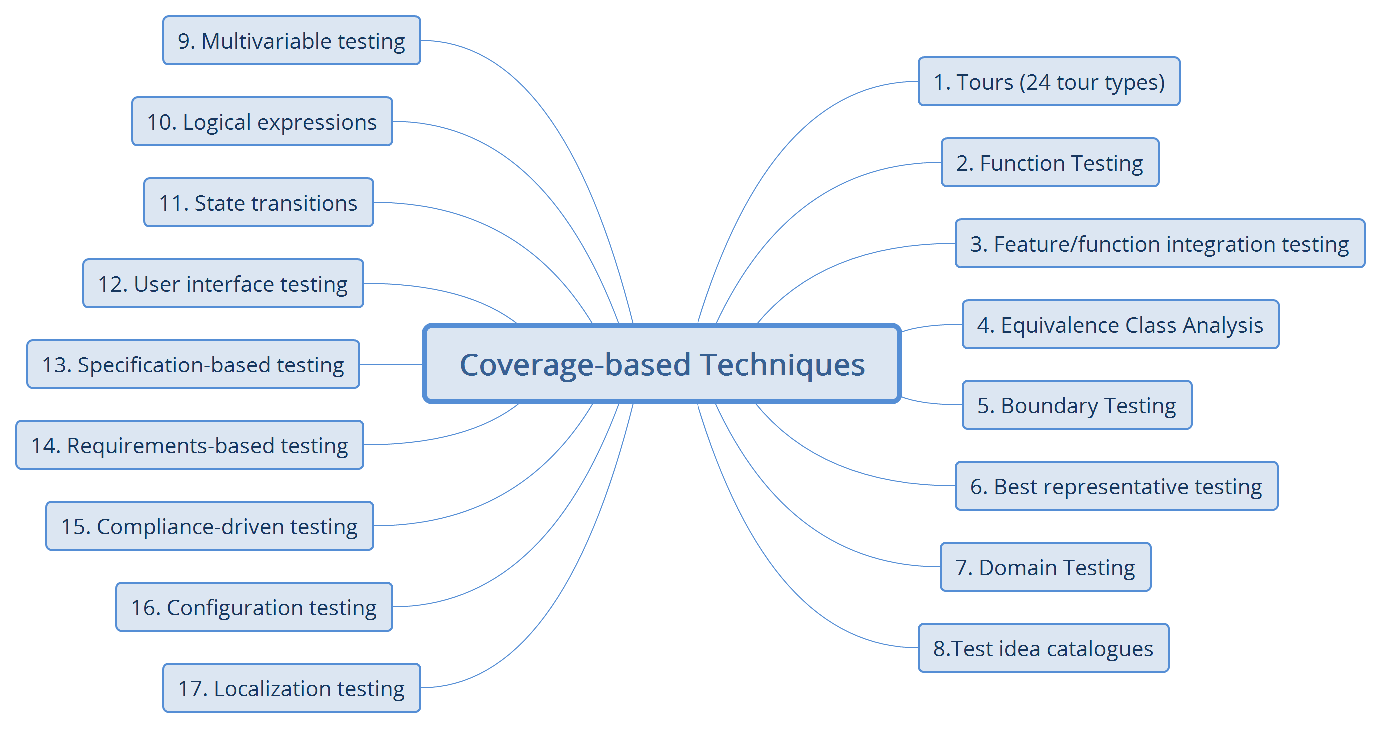 Coverage-based Techniques
1. Tours (24 tour types)
2. Function Testing
3. Feature/function integration testing
4. Equivalence Class Analysis
5. Boundary Testing
6. Best representative testing
7. Domain Testing
8.Test idea catalogues
9. Multivariable testing
10. Logical expressions
11. State transitions
12. User interface testing
13. Specification-based testing
14. Requirements-based testing
15. Compliance-driven testing
16. Configuration testing
17. Localization testing